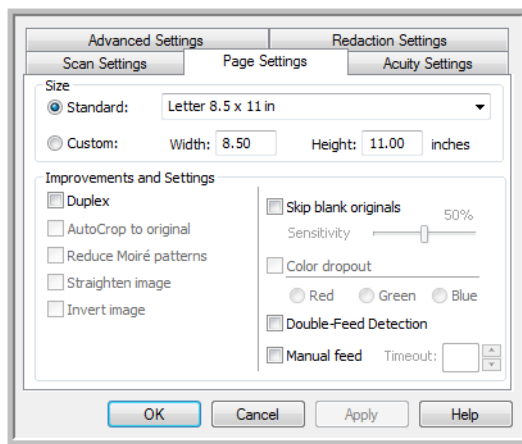 Advanced Settings Redaction Settings
Scan Settings Page Settings Acuity Settings
Size
Standard: Letter 8.5 x 11 in
Custom: Width: 8.50 Height: 11.00 inches
Improvements and Settings
Duplex
AutoCrop to original
Reduce Moiré patterns
Straighten image
Invert image
Skip blank originals 50%
Sensitivity
Color dropout
Red Green Blue
Double-Feed Detection
Manual feed Timeout:
OK Cancel Apply Help